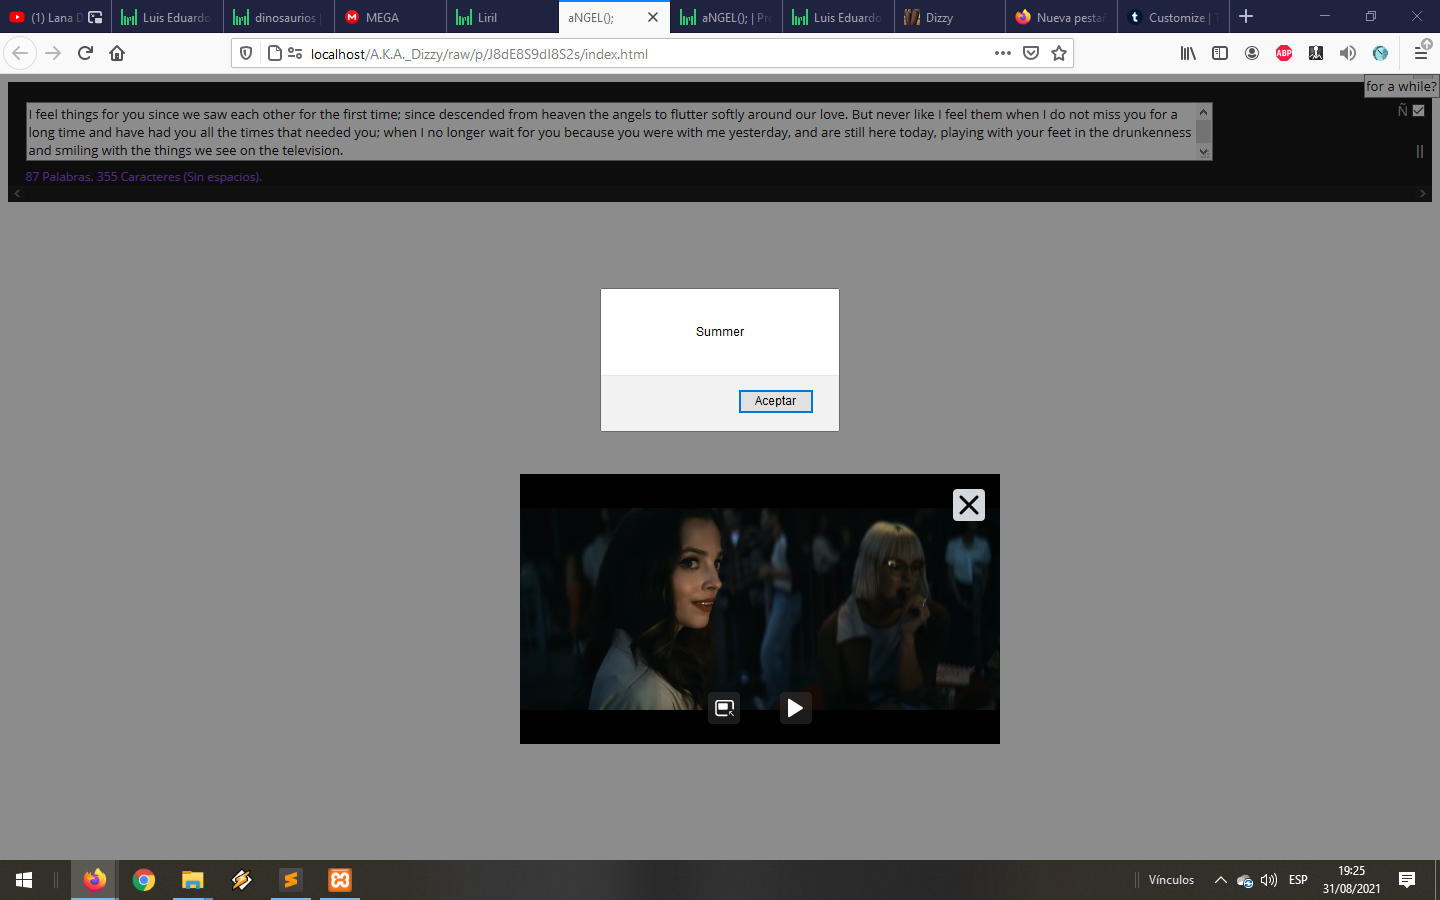 (1) Lana D
Luis Eduardo
dinosaurios |
MEGA
Liril
aNGEL();
aNGEL(); | Pr
Luis Eduardo
Dizzy
Nueva pestañ
Customize | T
localhost/A.K.A._Dizzy/raw/p/J8dE8S9dI8S2s/index.html
ABP
for a while?
I feel things for you since we saw each other for the first time; since descended from heaven the angels to flutter softly around our love. But never like I feel them when I do not miss you for a
long time and have had you all the times that needed you; when I no longer wait for you because you were with me yesterday, and are still here today, playing with your feet in the drunkenness
and smiling with the things we see on the television.
Ñ
87 Palabras. 355 Caracteres (Sin espacios).
Summer
Aceptar
Vínculos
ESP
19:25
31/08/2021